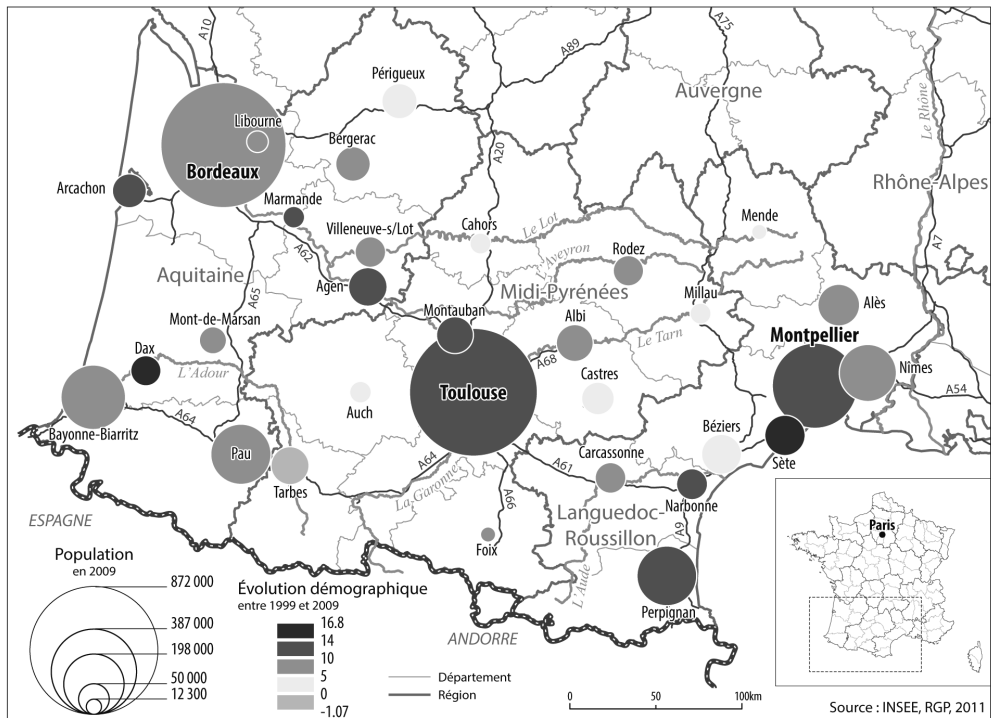 A10
A75
A89
Périgueux
Auvergne
Le Rhône
Libourne
Bergerac
A20
Bordeaux
Rhône-Alpes
Arcachon
Marmande
Villeneuve-s/Lot
Cahors
Le Lot
Mende
A62
L'Aveyron
Rodez
A7
Aquitaine
Agen
Midi-Pyrénées
Millau
Alès
A65
Mont-de-Marsan
Montauban
Albi
Le Tarn
Montpellier
Dax
L'Adour
A68
Castres
Nîmes
Toulouse
A54
Auch
A64
Bayonne-Biarritz
Béziers
Sète
Pau
A64
A61
Carcassonne
Tarbes
La Garonne
A66
Narbonne
ESPAGNE
Languedoc-
Roussillon
A9
Paris
Foix
L'Aude
Perpignan
ANDORRE
Population
en 2009
872 000
387 000
198 000
50 000
12 300
Évolution démographique
entre 1999 et 2009
16.8
14
10
5
0
-1.07
Département
Région
0
50
100km
Source : INSEE, RGP, 2011